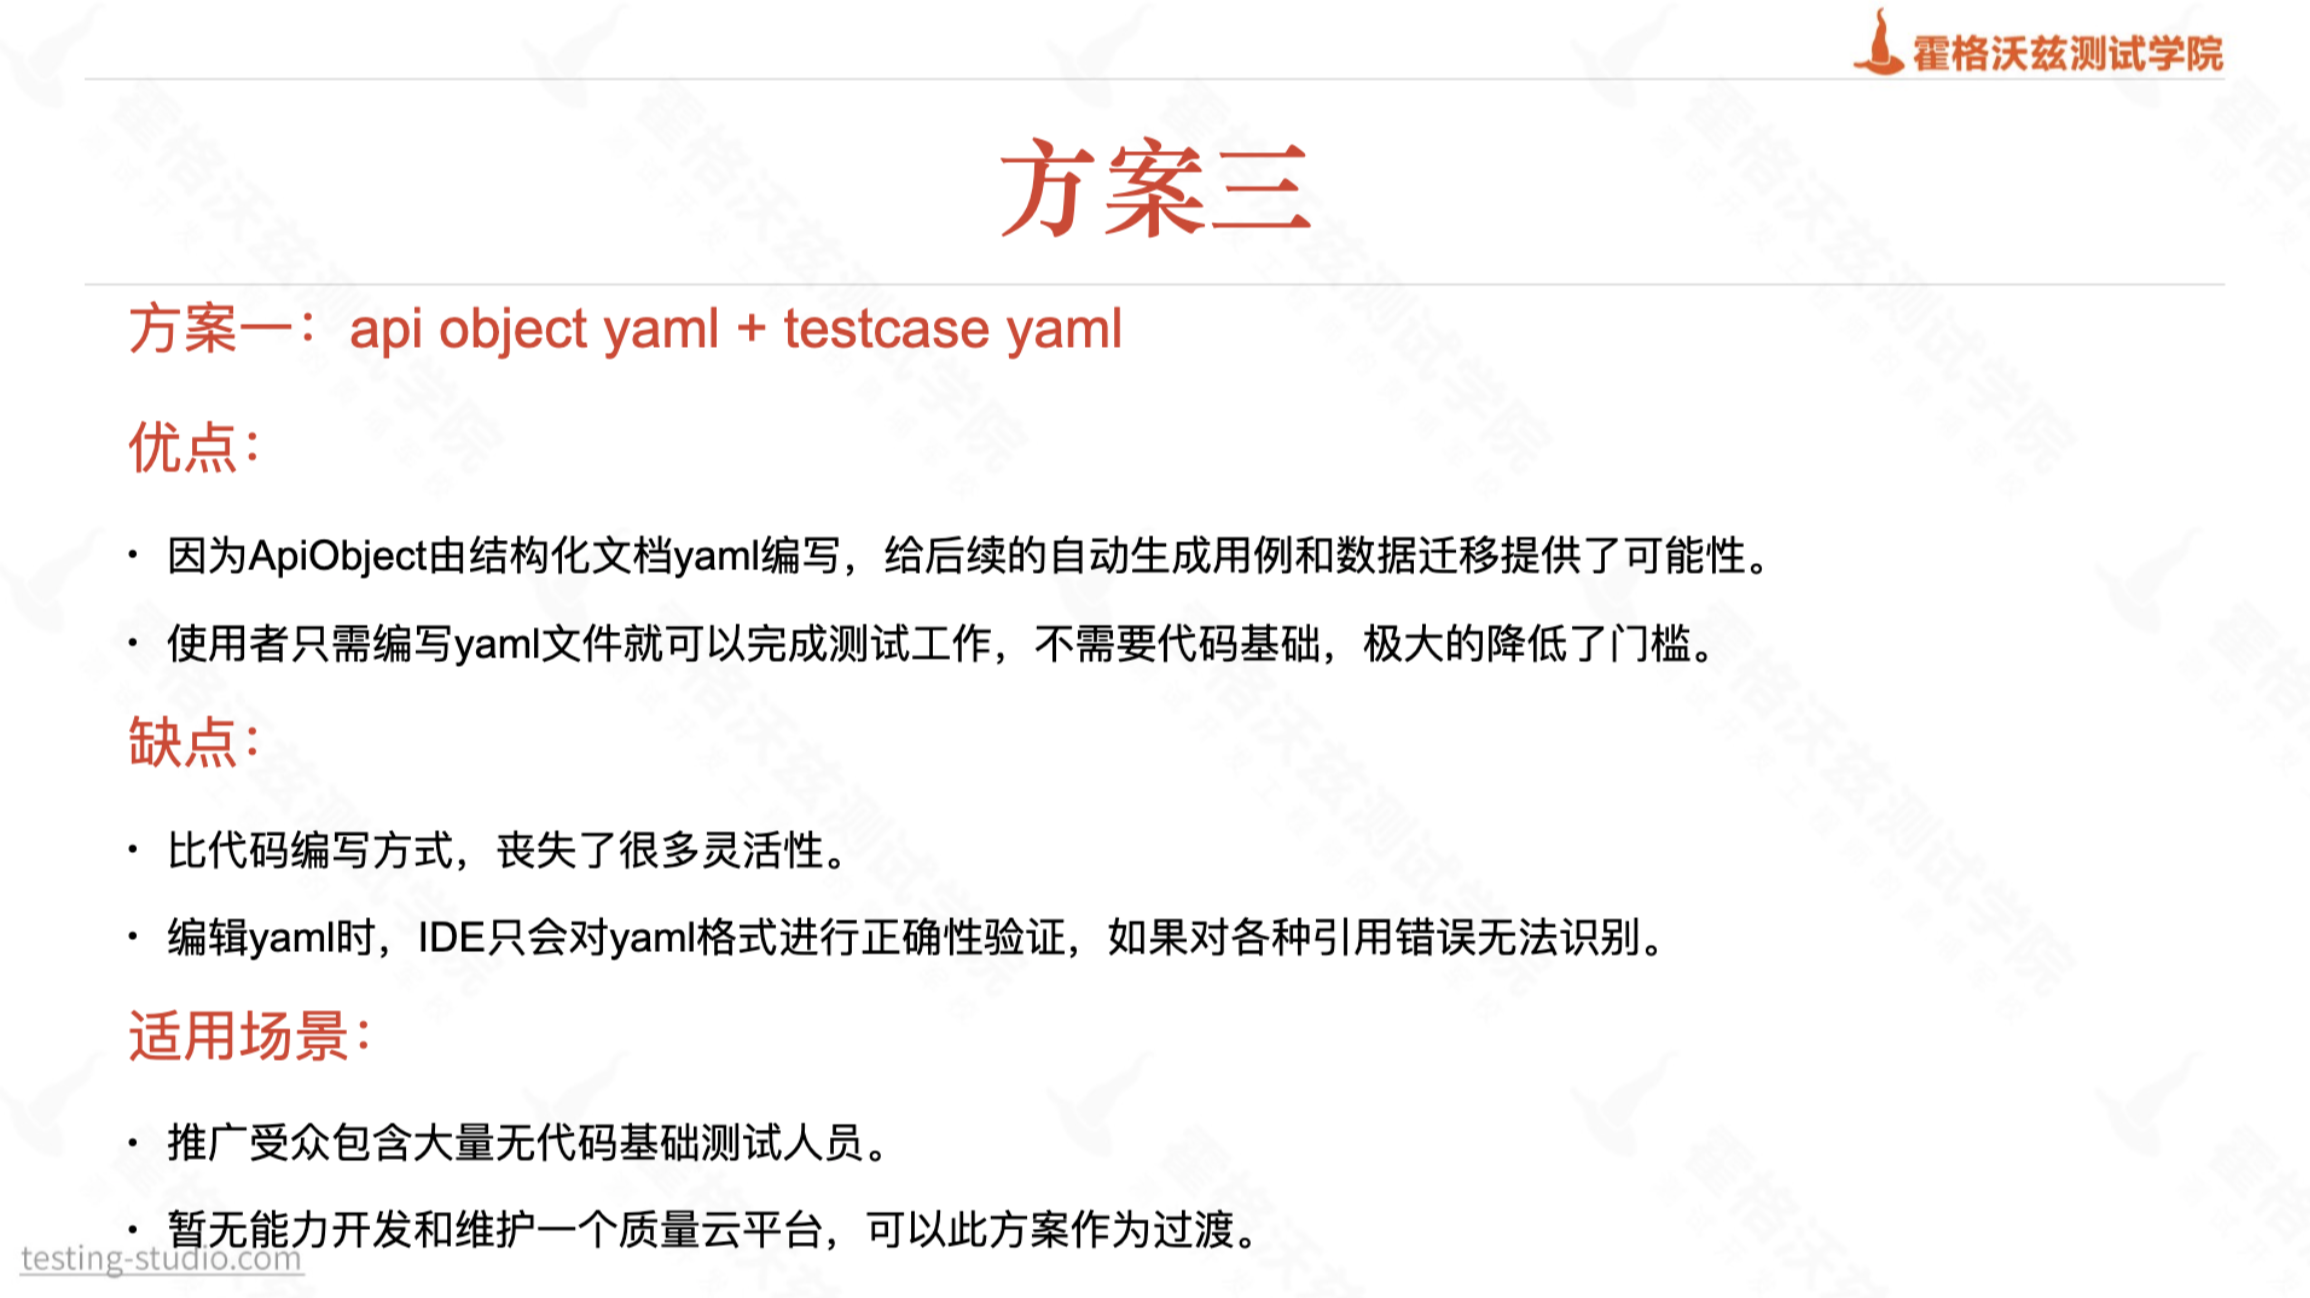 霍格沃兹测试学院
方案三
方案一：api object yaml + testcase yaml
优点：
• 因为ApiObject由结构化文档yaml编写，给后续的自动生成用例和数据迁移提供了可能性。
• 使用者只需编写yaml文件就可以完成测试工作，不需要代码基础，极大的降低了门槛。
缺点：
• 比代码编写方式，丧失了很多灵活性。
• 编辑yaml时，IDE只会对yaml格式进行正确性验证，如果对各种引用错误无法识别。
适用场景：
• 推广受众包含大量无代码基础测试人员。
• 暂无能力开发和维护一个质量云平台，可以此方案作为过渡。
testing-studio.com